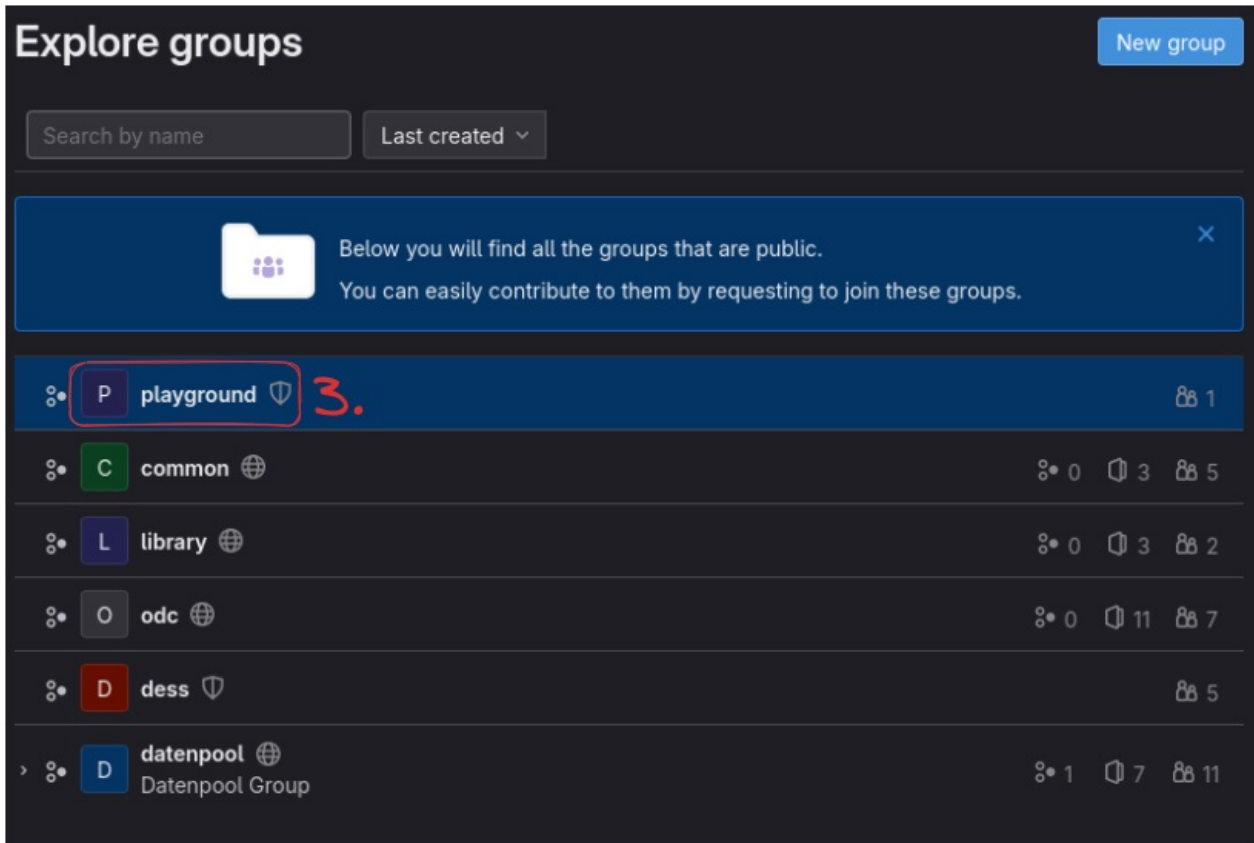 Explore groups
New group
Search by name
Last created
Below you will find all the groups that are public.
You can easily contribute to them by requesting to join these groups.
P playground 3. 1
C common 0 3 5
L library 0 3 2
O odc 0 11 7
D dess 5
D datenpool 1 7 11
Datenpool Group